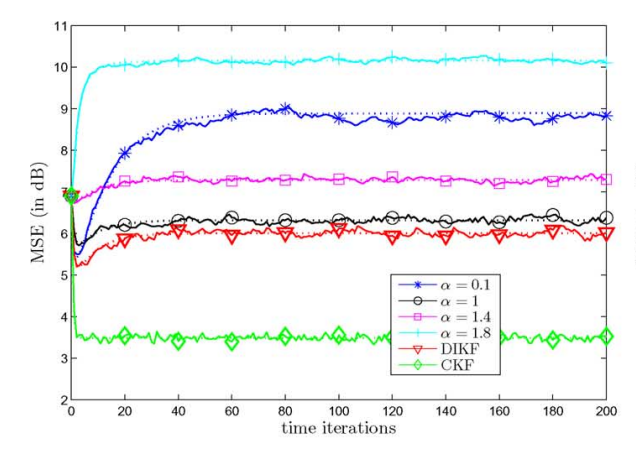 11
10
9
8
7
6
5
4
3
2
MSE (in dB)
0 20 40 60 80 100 120 140 160 180 200
time iterations
α = 0.1
α = 1
α = 1.4
α = 1.8
DIKF
CKF